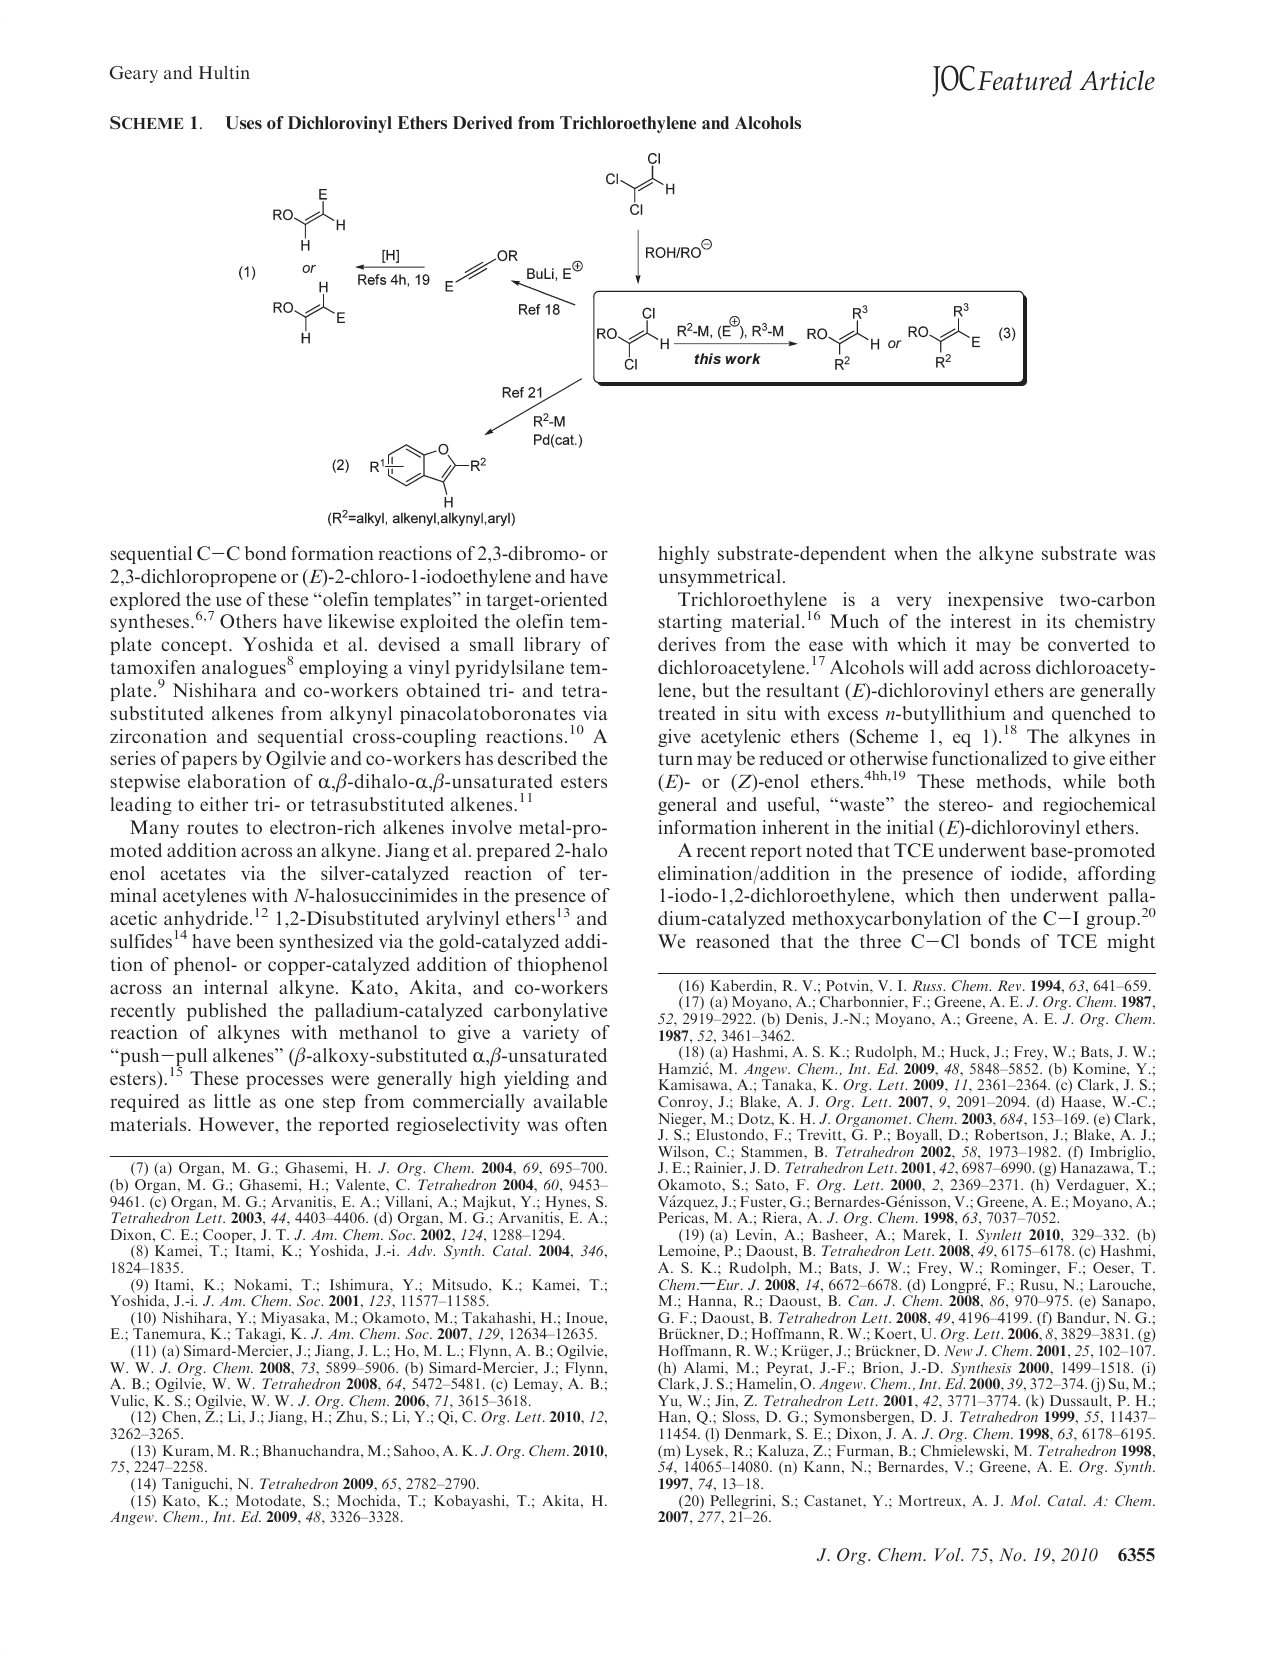 Geary and Hultin
JOC Featured Article
SCHEME 1. Uses of Dichlorovinyl Ethers Derived from Trichloroethylene and Alcohols
Cl
Cl
H
Cl
ROH/RO⊖
E
RO
H
H
(1)
or
H
RO
E
H
[H]
Refs 4h, 19
OR
E
BuLi, E⊕
Ref 18
Cl
RO
H
Cl
R²-M, (E⊕), R³-M
this work
R³
RO
H
R²
or
R³
RO
E
R²
(3)
Ref 21
R²-M
Pd(cat.)
(2)
R¹
O
R²
H
(R²=alkyl, alkenyl,alkynyl,aryl)
sequential C−C bond formation reactions of 2,3-dibromo- or
2,3-dichloropropene or (E)-2-chloro-1-iodoethylene and have
explored the use of these “olefin templates” in target-oriented
syntheses.6,7 Others have likewise exploited the olefin tem-
plate concept. Yoshida et al. devised a small library of
tamoxifen analogues8 employing a vinyl pyridylsilane tem-
plate.9 Nishihara and co-workers obtained tri- and tetra-
substituted alkenes from alkynyl pinacolatoboronates via
zirconation and sequential cross-coupling reactions.10 A
series of papers by Ogilvie and co-workers has described the
stepwise elaboration of α,β-dihalo-α,β-unsaturated esters
leading to either tri- or tetrasubstituted alkenes.11
Many routes to electron-rich alkenes involve metal-pro-
moted addition across an alkyne. Jiang et al. prepared 2-halo
enol acetates via the silver-catalyzed reaction of ter-
minal acetylenes with N-halosuccinimides in the presence of
acetic anhydride.12 1,2-Disubstituted arylvinyl ethers13 and
sulfides14 have been synthesized via the gold-catalyzed addi-
tion of phenol- or copper-catalyzed addition of thiophenol
across an internal alkyne. Kato, Akita, and co-workers
recently published the palladium-catalyzed carbonylative
reaction of alkynes with methanol to give a variety of
“push−pull alkenes” (β-alkoxy-substituted α,β-unsaturated
esters).15 These processes were generally high yielding and
required as little as one step from commercially available
materials. However, the reported regioselectivity was often
(7) (a) Organ, M. G.; Ghasemi, H. J. Org. Chem. 2004, 69, 695–700.
(b) Organ, M. G.; Ghasemi, H.; Valente, C. Tetrahedron 2004, 60, 9453–
9461. (c) Organ, M. G.; Arvanitis, E. A.; Villani, A.; Majkut, Y.; Hynes, S.
Tetrahedron Lett. 2003, 44, 4403–4406. (d) Organ, M. G.; Arvanitis, E. A.;
Dixon, C. E.; Cooper, J. T. J. Am. Chem. Soc. 2002, 124, 1288–1294.
(8) Kamei, T.; Itami, K.; Yoshida, J.-i. Adv. Synth. Catal. 2004, 346,
1824–1835.
(9) Itami, K.; Nokami, T.; Ishimura, Y.; Mitsudo, K.; Kamei, T.;
Yoshida, J.-i. J. Am. Chem. Soc. 2001, 123, 11577–11585.
(10) Nishihara, Y.; Miyasaka, M.; Okamoto, M.; Takahashi, H.; Inoue,
E.; Tanemura, K.; Takagi, K. J. Am. Chem. Soc. 2007, 129, 12634–12635.
(11) (a) Simard-Mercier, J.; Jiang, J. L.; Ho, M. L.; Flynn, A. B.; Ogilvie,
W. W. J. Org. Chem. 2008, 73, 5899–5906. (b) Simard-Mercier, J.; Flynn,
A. B.; Ogilvie, W. W. Tetrahedron 2008, 64, 5472–5481. (c) Lemay, A. B.;
Vulic, K. S.; Ogilvie, W. W. J. Org. Chem. 2006, 71, 3615–3618.
(12) Chen, Z.; Li, J.; Jiang, H.; Zhu, S.; Li, Y.; Qi, C. Org. Lett. 2010, 12,
3262–3265.
(13) Kuram, M. R.; Bhanuchandra, M.; Sahoo, A. K. J. Org. Chem. 2010,
75, 2247–2258.
(14) Taniguchi, N. Tetrahedron 2009, 65, 2782–2790.
(15) Kato, K.; Motodate, S.; Mochida, T.; Kobayashi, T.; Akita, H.
Angew. Chem., Int. Ed. 2009, 48, 3326–3328.
highly substrate-dependent when the alkyne substrate was
unsymmetrical.
Trichloroethylene is a very inexpensive two-carbon
starting material.16 Much of the interest in its chemistry
derives from the ease with which it may be converted to
dichloroacetylene.17 Alcohols will add across dichloroacety-
lene, but the resultant (E)-dichlorovinyl ethers are generally
treated in situ with excess n-butyllithium and quenched to
give acetylenic ethers (Scheme 1, eq 1).18 The alkynes in
turn may be reduced or otherwise functionalized to give either
(E)- or (Z)-enol ethers.4hh,19 These methods, while both
general and useful, “waste” the stereo- and regiochemical
information inherent in the initial (E)-dichlorovinyl ethers.
A recent report noted that TCE underwent base-promoted
elimination/addition in the presence of iodide, affording
1-iodo-1,2-dichloroethylene, which then underwent palla-
dium-catalyzed methoxycarbonylation of the C−I group.20
We reasoned that the three C−Cl bonds of TCE might
(16) Kaberdin, R. V.; Potvin, V. I. Russ. Chem. Rev. 1994, 63, 641–659.
(17) (a) Moyano, A.; Charbonnier, F.; Greene, A. E. J. Org. Chem. 1987,
52, 2919–2922. (b) Denis, J.-N.; Moyano, A.; Greene, A. E. J. Org. Chem.
1987, 52, 3461–3462.
(18) (a) Hashmi, A. S. K.; Rudolph, M.; Huck, J.; Frey, W.; Bats, J. W.;
Hamzić, M. Angew. Chem., Int. Ed. 2009, 48, 5848–5852. (b) Komine, Y.;
Kamisawa, A.; Tanaka, K. Org. Lett. 2009, 11, 2361–2364. (c) Clark, J. S.;
Conroy, J.; Blake, A. J. Org. Lett. 2007, 9, 2091–2094. (d) Haase, W.-C.;
Nieger, M.; Dotz, K. H. J. Organomet. Chem. 2003, 684, 153–169. (e) Clark,
J. S.; Elustondo, F.; Trevitt, G. P.; Boyall, D.; Robertson, J.; Blake, A. J.;
Wilson, C.; Stammen, B. Tetrahedron 2002, 58, 1973–1982. (f) Imbriglio,
J. E.; Rainier, J. D. Tetrahedron Lett. 2001, 42, 6987–6990. (g) Hanazawa, T.;
Okamoto, S.; Sato, F. Org. Lett. 2000, 2, 2369–2371. (h) Verdaguer, X.;
Vázquez, J.; Fuster, G.; Bernardes-Génisson, V.; Greene, A. E.; Moyano, A.;
Pericas, M. A.; Riera, A. J. Org. Chem. 1998, 63, 7037–7052.
(19) (a) Levin, A.; Basheer, A.; Marek, I. Synlett 2010, 329–332. (b)
Lemoine, P.; Daoust, B. Tetrahedron Lett. 2008, 49, 6175–6178. (c) Hashmi,
A. S. K.; Rudolph, M.; Bats, J. W.; Frey, W.; Rominger, F.; Oeser, T.
Chem.—Eur. J. 2008, 14, 6672–6678. (d) Longpré, F.; Rusu, N.; Larouche,
M.; Hanna, R.; Daoust, B. Can. J. Chem. 2008, 86, 970–975. (e) Sanapo,
G. F.; Daoust, B. Tetrahedron Lett. 2008, 49, 4196–4199. (f) Bandur, N. G.;
Brückner, D.; Hoffmann, R. W.; Koert, U. Org. Lett. 2006, 8, 3829–3831. (g)
Hoffmann, R. W.; Krüger, J.; Brückner, D. New J. Chem. 2001, 25, 102–107.
(h) Alami, M.; Peyrat, J.-F.; Brion, J.-D. Synthesis 2000, 1499–1518. (i)
Clark, J. S.; Hamelin, O. Angew. Chem., Int. Ed. 2000, 39, 372–374. (j) Su, M.;
Yu, W.; Jin, Z. Tetrahedron Lett. 2001, 42, 3771–3774. (k) Dussault, P. H.;
Han, Q.; Sloss, D. G.; Symonsbergen, D. J. Tetrahedron 1999, 55, 11437–
11454. (l) Denmark, S. E.; Dixon, J. A. J. Org. Chem. 1998, 63, 6178–6195.
(m) Lysek, R.; Kaluza, Z.; Furman, B.; Chmielewski, M. Tetrahedron 1998,
54, 14065–14080. (n) Kann, N.; Bernardes, V.; Greene, A. E. Org. Synth.
1997, 74, 13–18.
(20) Pellegrini, S.; Castanet, Y.; Mortreux, A. J. Mol. Catal. A: Chem.
2007, 277, 21–26.
J. Org. Chem. Vol. 75, No. 19, 2010 6355